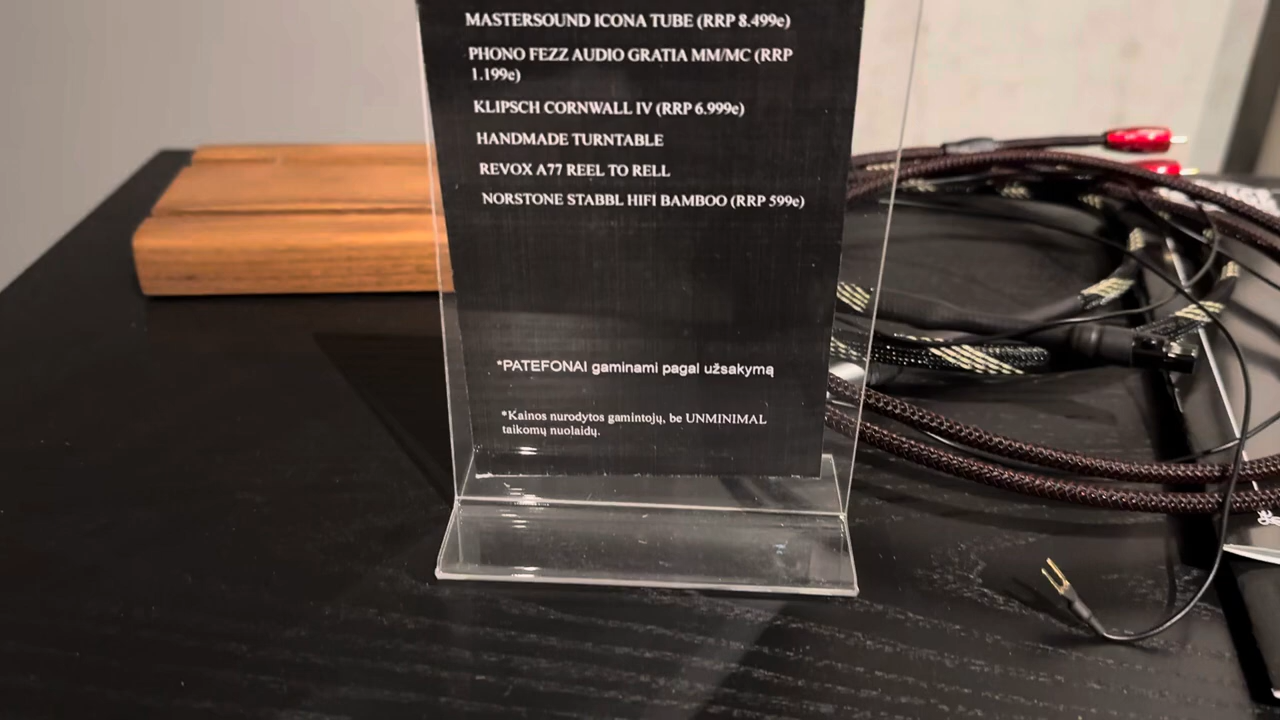 MASTERSOUND ICONA TUBE (RRP 8.499e)
PHONO FEZZ AUDIO GRATIA MM/MC (RRP
1.199e)
KLIPSCH CORNWALL IV (RRP 6.999e)
HANDMADE TURNTABLE
REVOX A77 REEL TO RELL
NORSTONE STABBL HIFI BAMBOO (RRP 599e)
*PATEFONAI gaminami pagal užsakymą
*Kainos nurodytos gamintojų, be UNMINIMAL
taikomų nuolaidų.